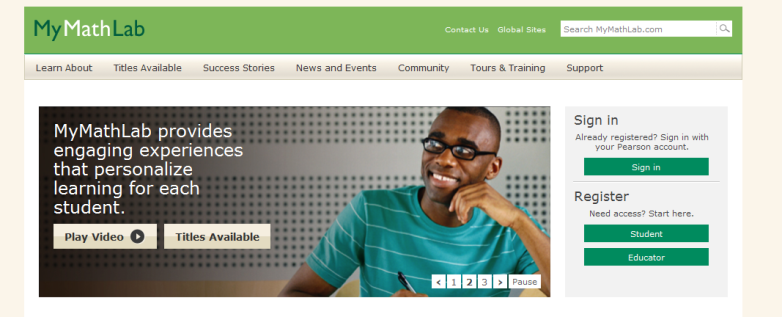 MyMathLab
Contact Us Global Sites
Search MyMathLab.com
Learn About Titles Available Success Stories News and Events Community Tours & Training Support
MyMathLab provides
engaging experiences
that personalize
learning for each
student.
Play Video
Titles Available
< 1 2 3 > Pause
Sign in
Already registered? Sign in with
your Pearson account.
Sign in
Register
Need access? Start here.
Student
Educator